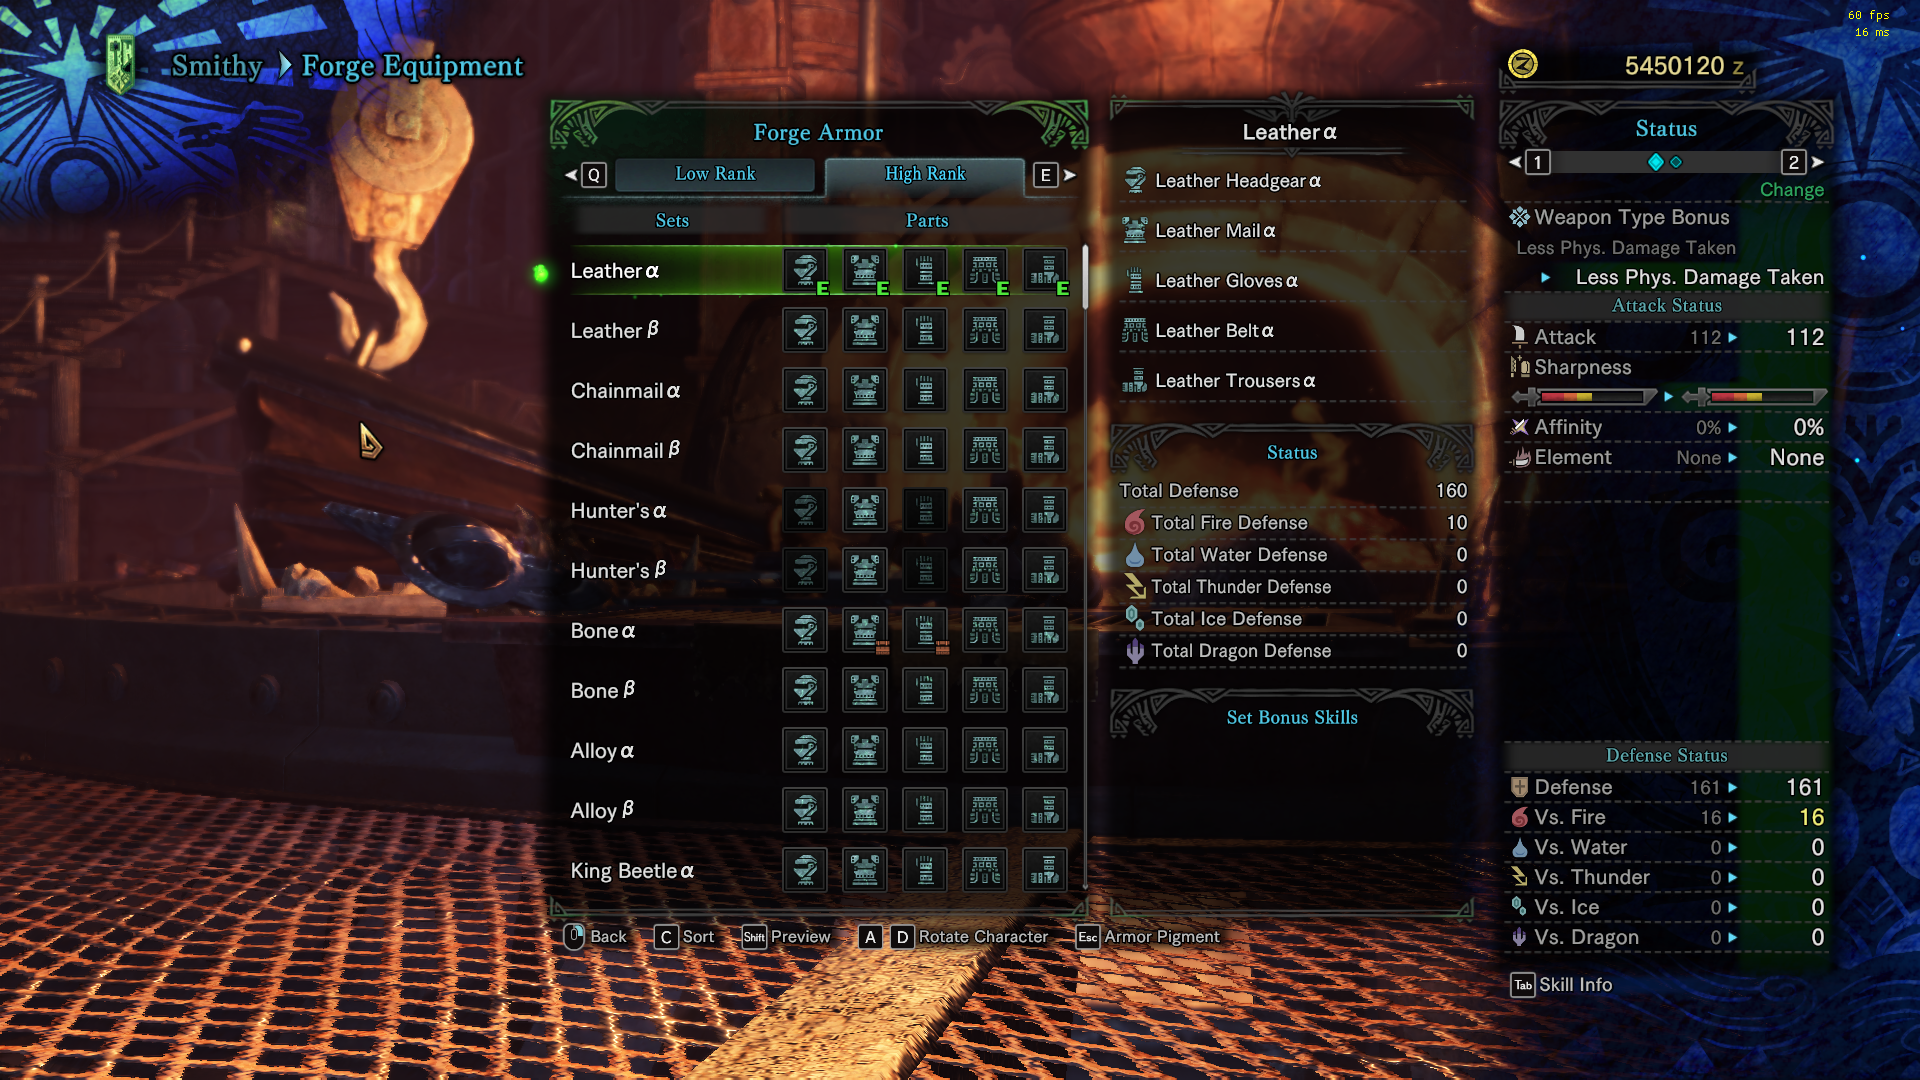 60 fps
16 ms
Smithy Forge Equipment
5450120 z
Forge Armor
Q Low Rank High Rank E
Sets Parts
Leather α
E E E E E
Leather β
Chainmail α
Chainmail β
Hunter's α
Hunter's β
Bone α
Bone β
Alloy α
Alloy β
King Beetle α
Leather α
Leather Headgear α
Leather Mail α
Leather Gloves α
Leather Belt α
Leather Trousers α
Status
Total Defense 160
Total Fire Defense 10
Total Water Defense 0
Total Thunder Defense 0
Total Ice Defense 0
Total Dragon Defense 0
Set Bonus Skills
Status
1 2
Change
Weapon Type Bonus
Less Phys. Damage Taken
Less Phys. Damage Taken
Attack Status
Attack 112 112
Sharpness
Affinity 0% 0%
Element None None
Defense Status
Defense 161 161
Vs. Fire 16 16
Vs. Water 0 0
Vs. Thunder 0 0
Vs. Ice 0 0
Vs. Dragon 0 0
Tab Skill Info
Back C Sort Shift Preview A D Rotate Character Esc Armor Pigment